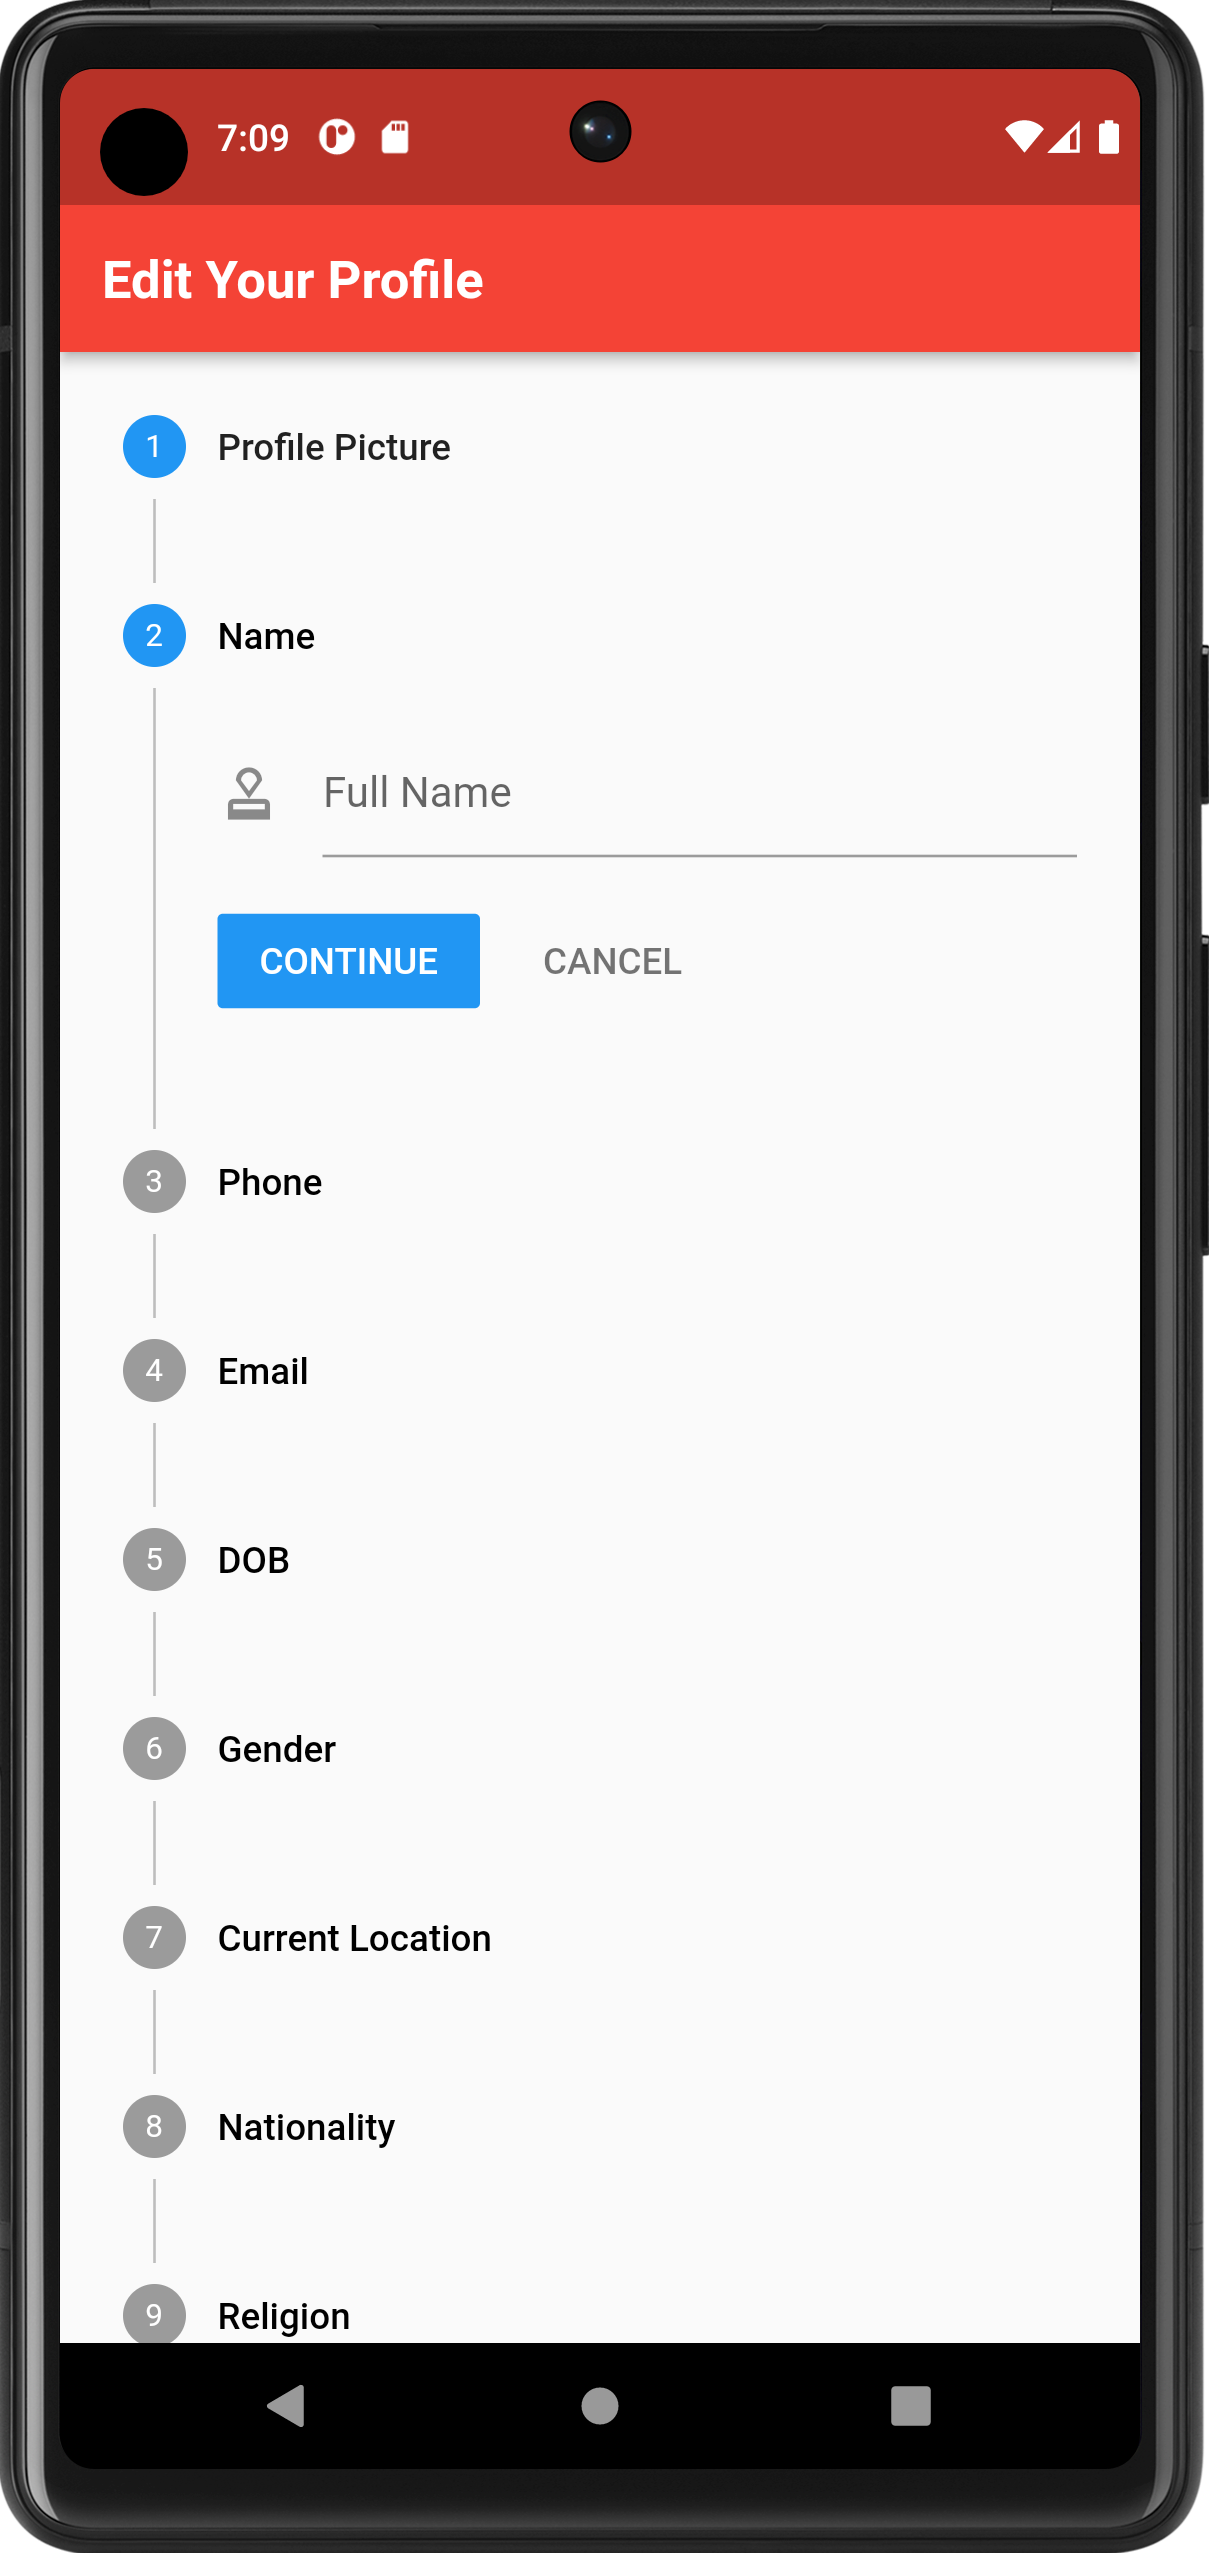 7:09
Edit Your Profile
1 Profile Picture
2 Name
Full Name
CONTINUE CANCEL
3 Phone
4 Email
5 DOB
6 Gender
7 Current Location
8 Nationality
9 Religion